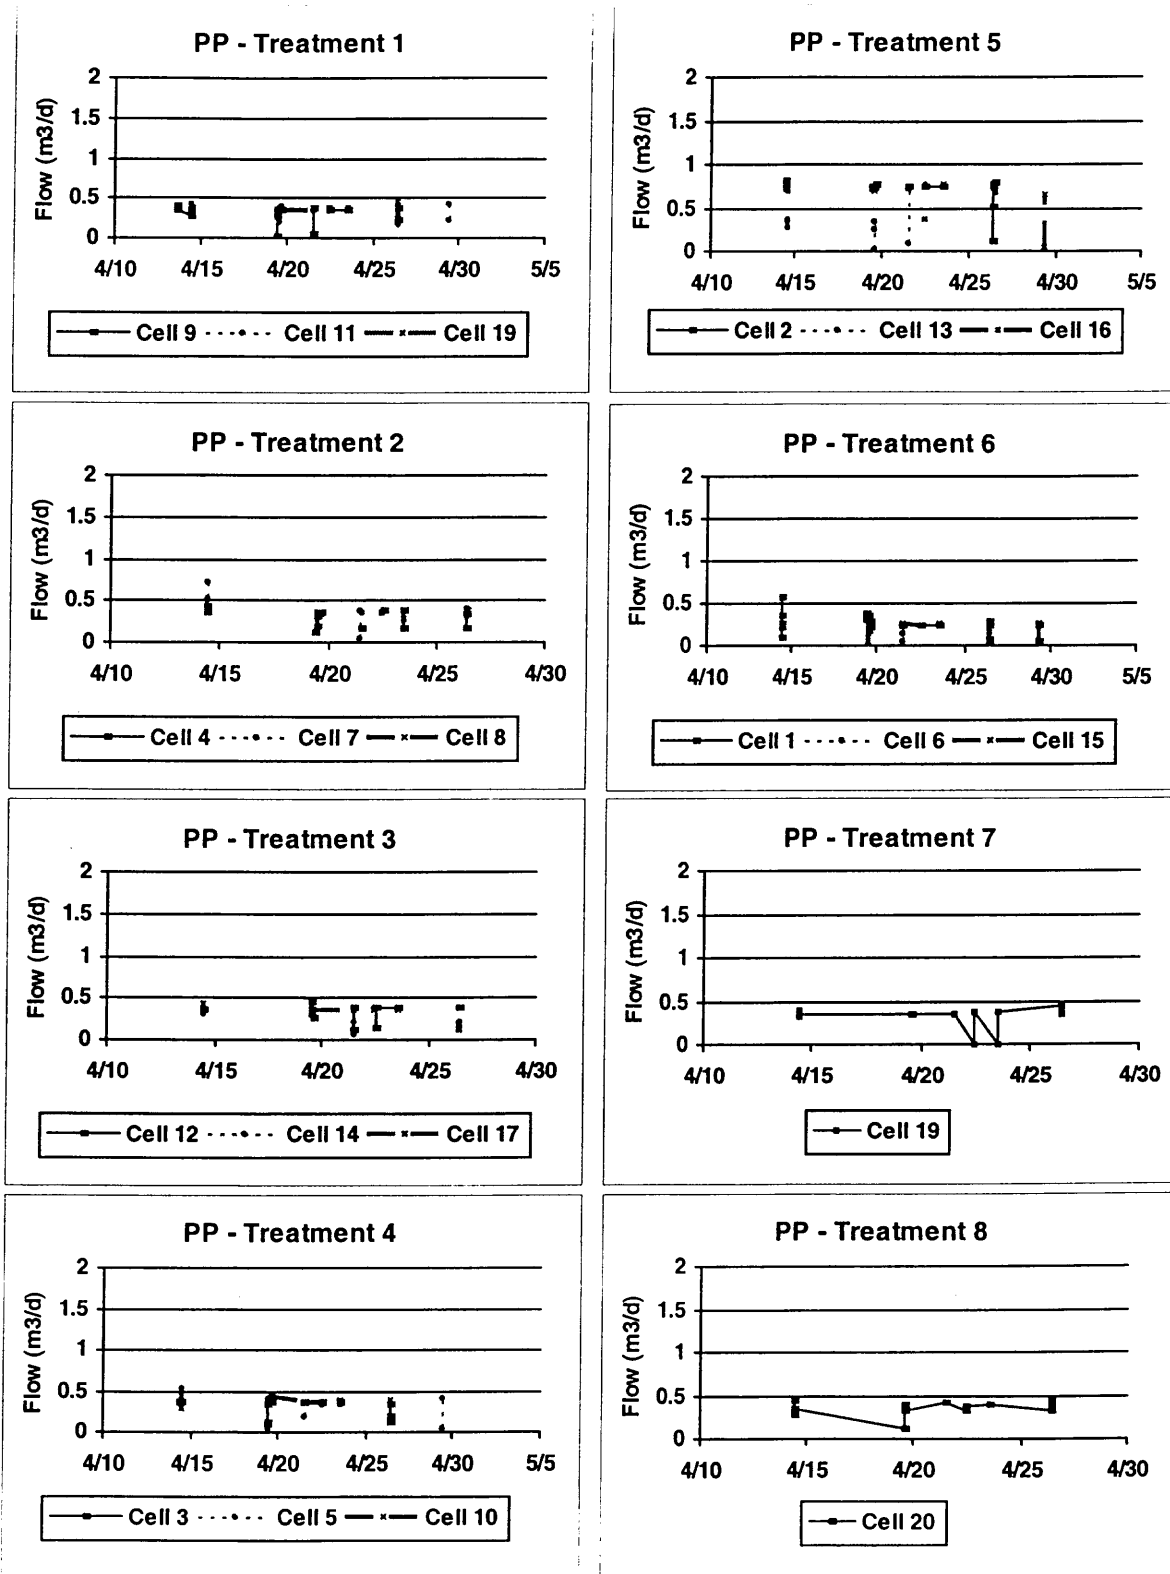 PP - Treatment 1
Flow (m3/d)
2
1.5
1
0.5
0
4/10 4/15 4/20 4/25 4/30 5/5
Cell 9 Cell 11 Cell 19
PP - Treatment 5
Flow (m3/d)
2
1.5
1
0.5
0
4/10 4/15 4/20 4/25 4/30 5/5
Cell 2 Cell 13 Cell 16
PP - Treatment 2
Flow (m3/d)
2
1.5
1
0.5
0
4/10 4/15 4/20 4/25 4/30
Cell 4 Cell 7 Cell 8
PP - Treatment 6
Flow (m3/d)
2
1.5
1
0.5
0
4/10 4/15 4/20 4/25 4/30 5/5
Cell 1 Cell 6 Cell 15
PP - Treatment 3
Flow (m3/d)
2
1.5
1
0.5
0
4/10 4/15 4/20 4/25 4/30
Cell 12 Cell 14 Cell 17
PP - Treatment 7
Flow (m3/d)
2
1.5
1
0.5
0
4/10 4/15 4/20 4/25 4/30
Cell 19
PP - Treatment 4
Flow (m3/d)
2
1.5
1
0.5
0
4/10 4/15 4/20 4/25 4/30 5/5
Cell 3 Cell 5 Cell 10
PP - Treatment 8
Flow (m3/d)
2
1.5
1
0.5
0
4/10 4/15 4/20 4/25 4/30
Cell 20